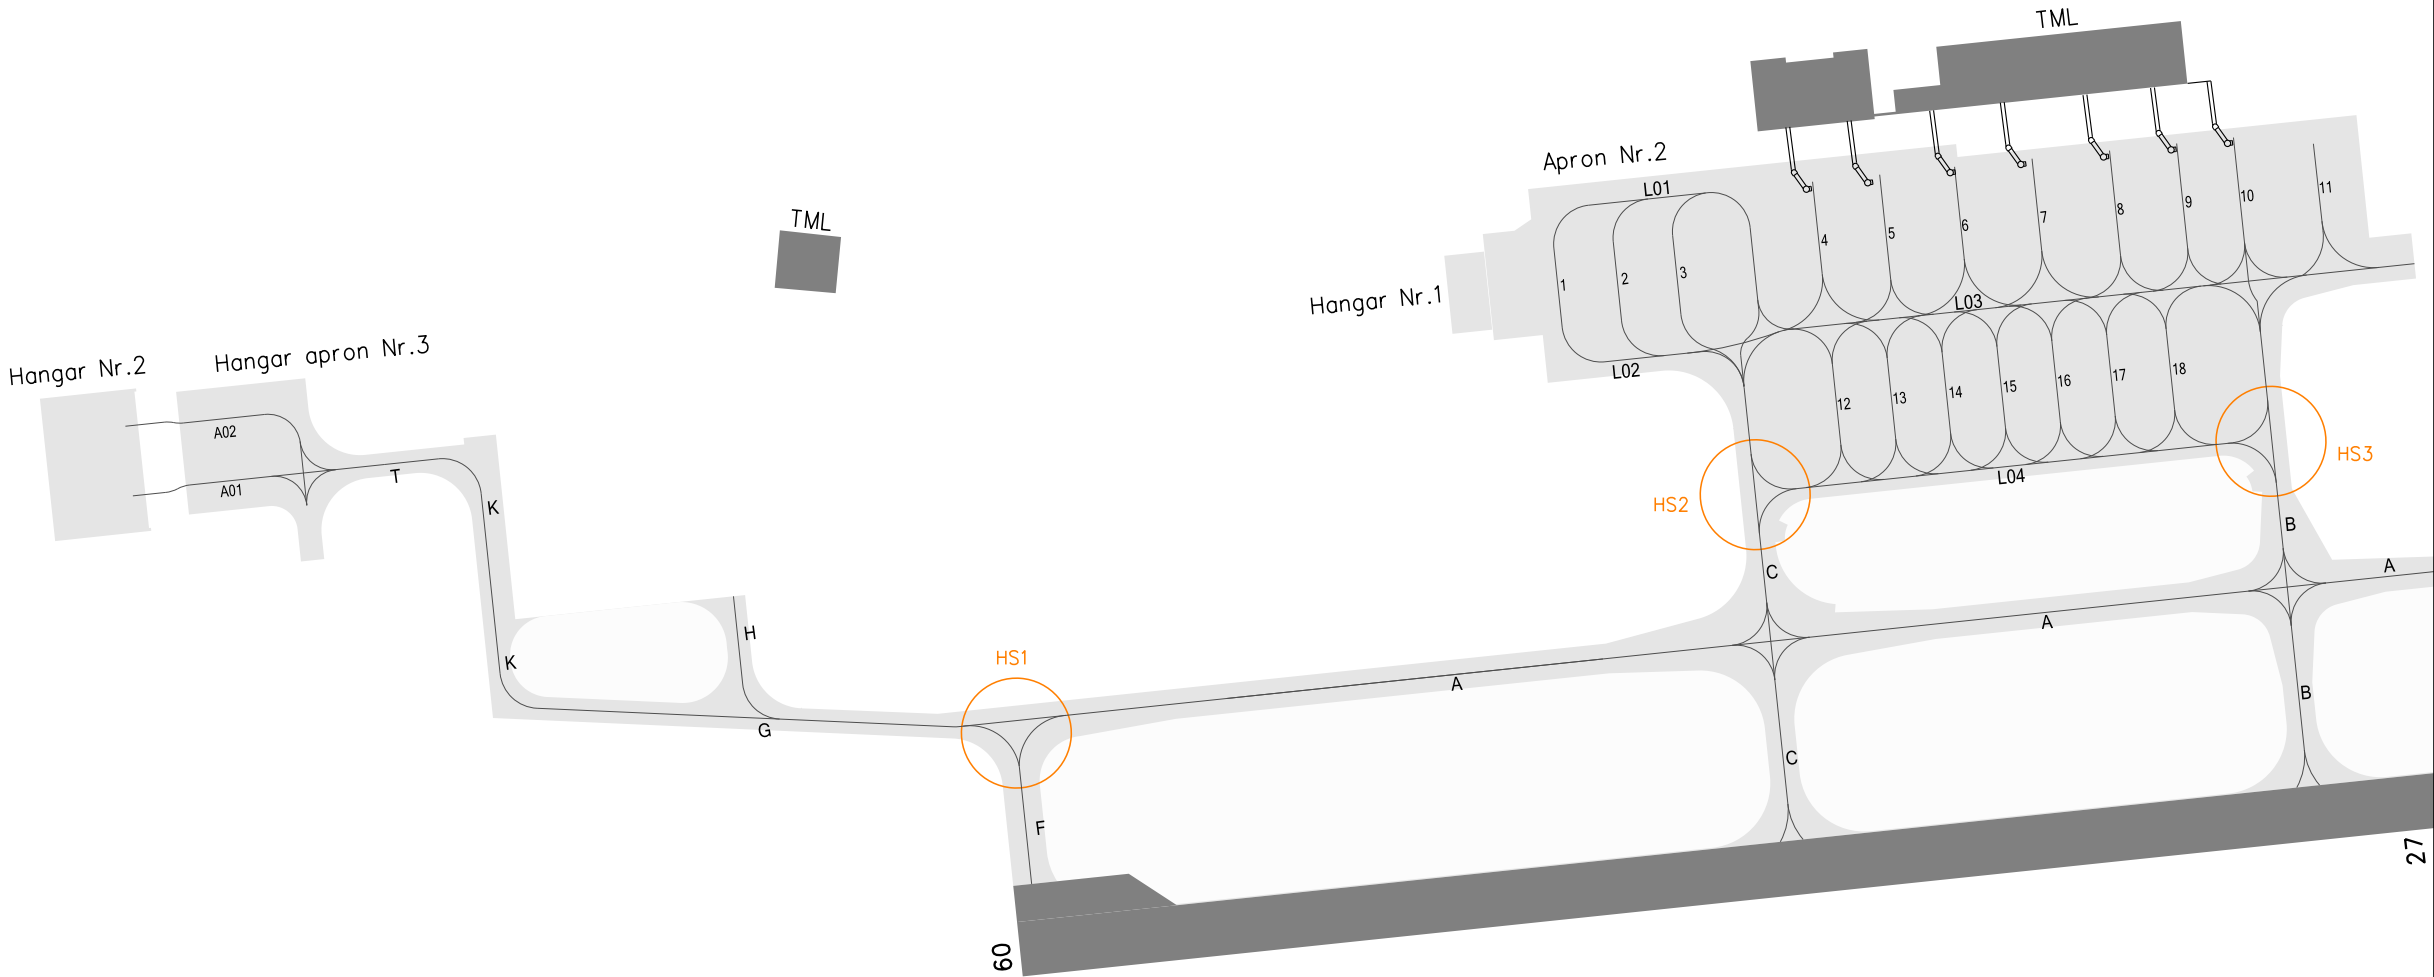 TML
Apron Nr.2
L01
11
10
9
8
7
6
5
4
TML
3
2
1
Hangar Nr.1
L03
Hangar apron Nr.3
Hangar Nr.2
L02
18
17
16
15
14
13
12
A02
HS3
T
L04
A01
HS2
K
B
A
C
A
H
HS1
K
A
B
G
C
F
27
09